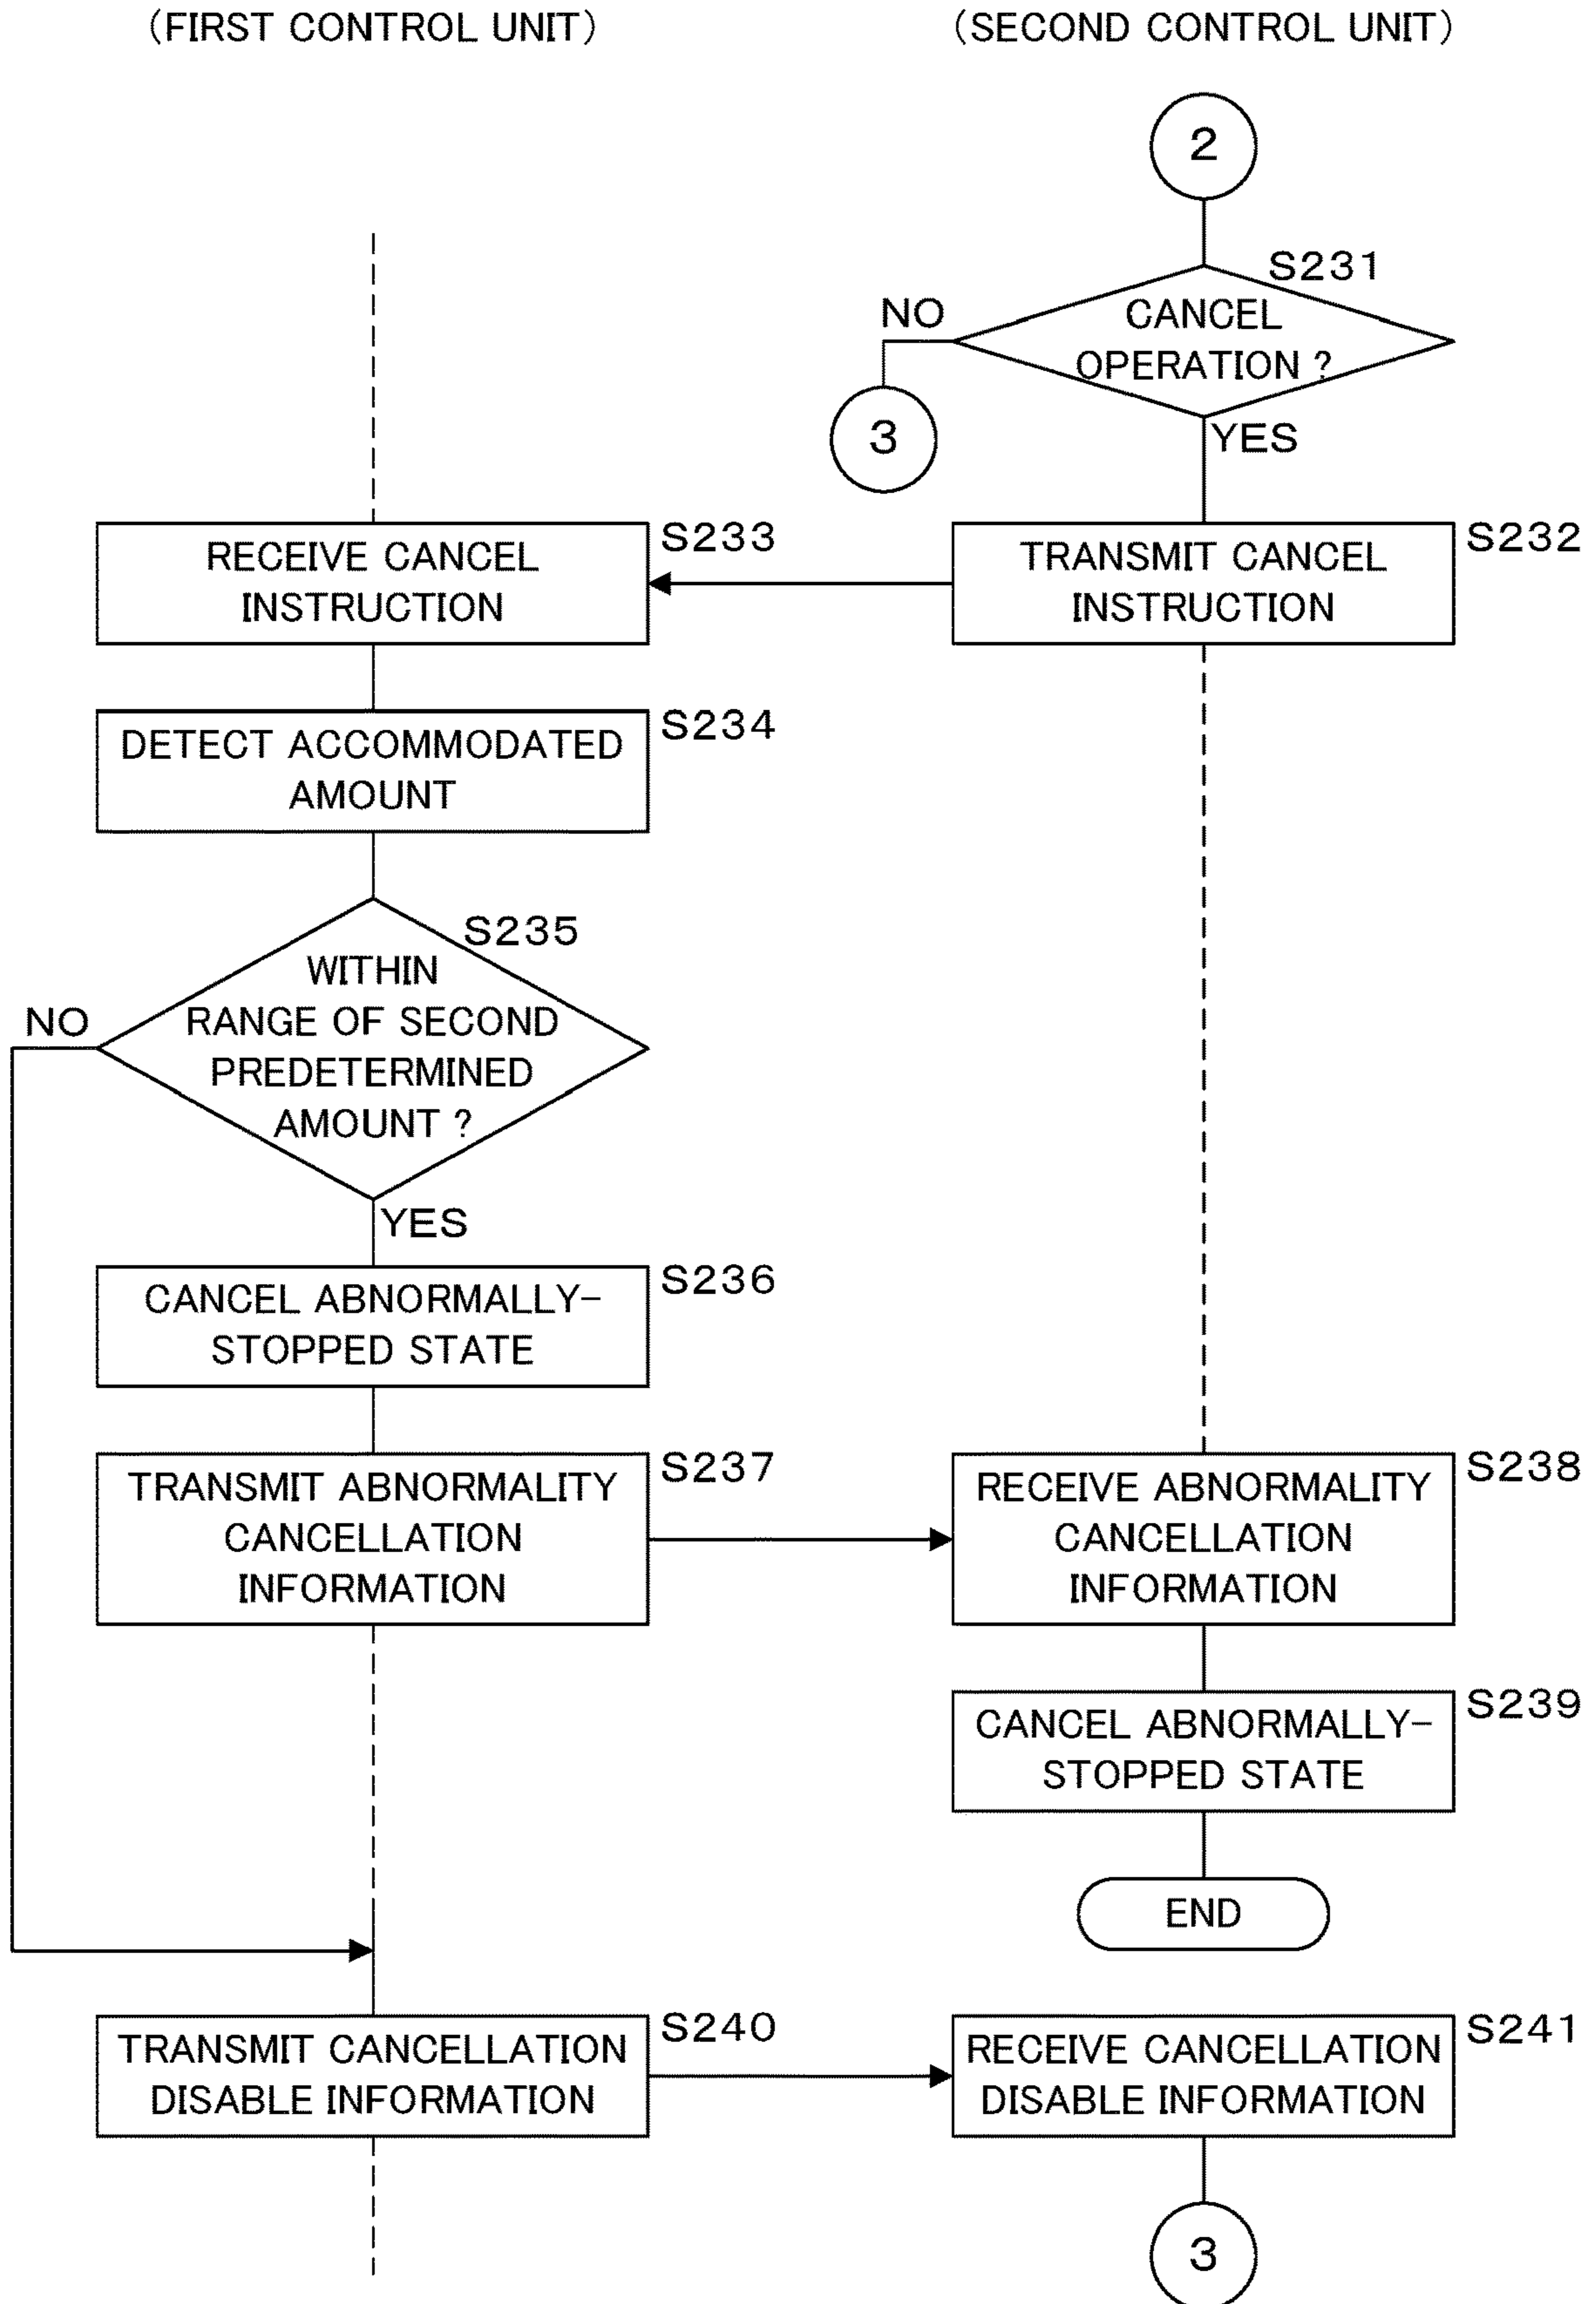 (FIRST CONTROL UNIT)
(SECOND CONTROL UNIT)
2
S231
CANCEL
OPERATION ?
NO
3
YES
S233
RECEIVE CANCEL
INSTRUCTION
S232
TRANSMIT CANCEL
INSTRUCTION
S234
DETECT ACCOMMODATED
AMOUNT
S235
WITHIN
RANGE OF SECOND
PREDETERMINED
AMOUNT ?
NO
YES
S236
CANCEL ABNORMALLY-
STOPPED STATE
S237
TRANSMIT ABNORMALITY
CANCELLATION
INFORMATION
S238
RECEIVE ABNORMALITY
CANCELLATION
INFORMATION
S239
CANCEL ABNORMALLY-
STOPPED STATE
END
S240
TRANSMIT CANCELLATION
DISABLE INFORMATION
S241
RECEIVE CANCELLATION
DISABLE INFORMATION
3